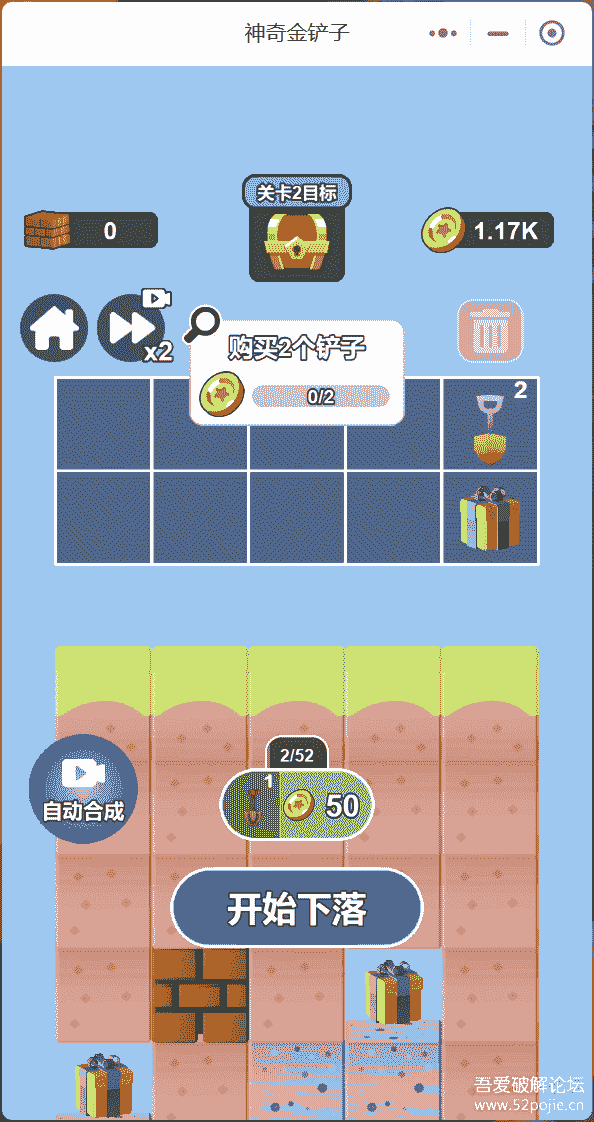 神奇金铲子
关卡2目标
0
1.17K
x2
购买2个铲子
0/2
2
2/52
1
50
自动合成
开始下落
吾爱破解论坛
www.52pojie.cn